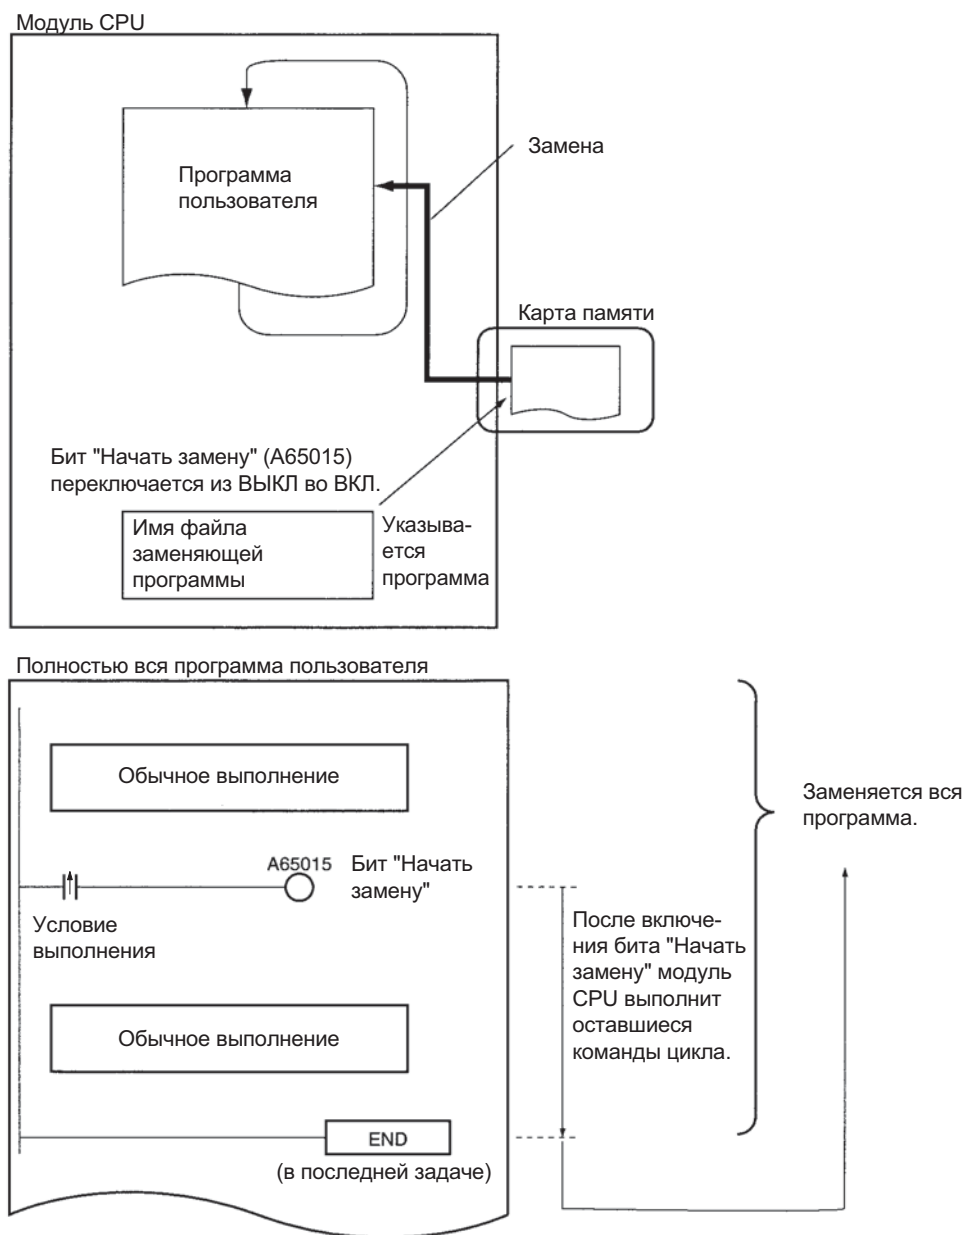 Модуль CPU
Замена
Программа
пользователя
Карта памяти
Бит "Начать замену" (A65015)
переключается из ВЫКЛ во ВКЛ.
Имя файла
заменяющей
программы
Указыва-
ется
программа
Полностью вся программа пользователя
Обычное выполнение
Заменяется вся
программа.
A65015
Бит "Начать
замену"
Условие
выполнения
После включе-
ния бита "Начать
замену" модуль
CPU выполнит
оставшиеся
команды цикла.
Обычное выполнение
END
(в последней задаче)